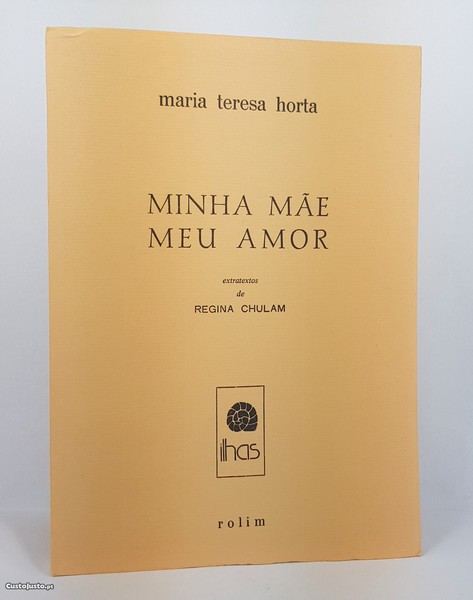 maria teresa horta
MINHA MÃE
MEU AMOR
extratextos
de
REGINA CHULAM
ilhas
rolim
CustoJusto.pt